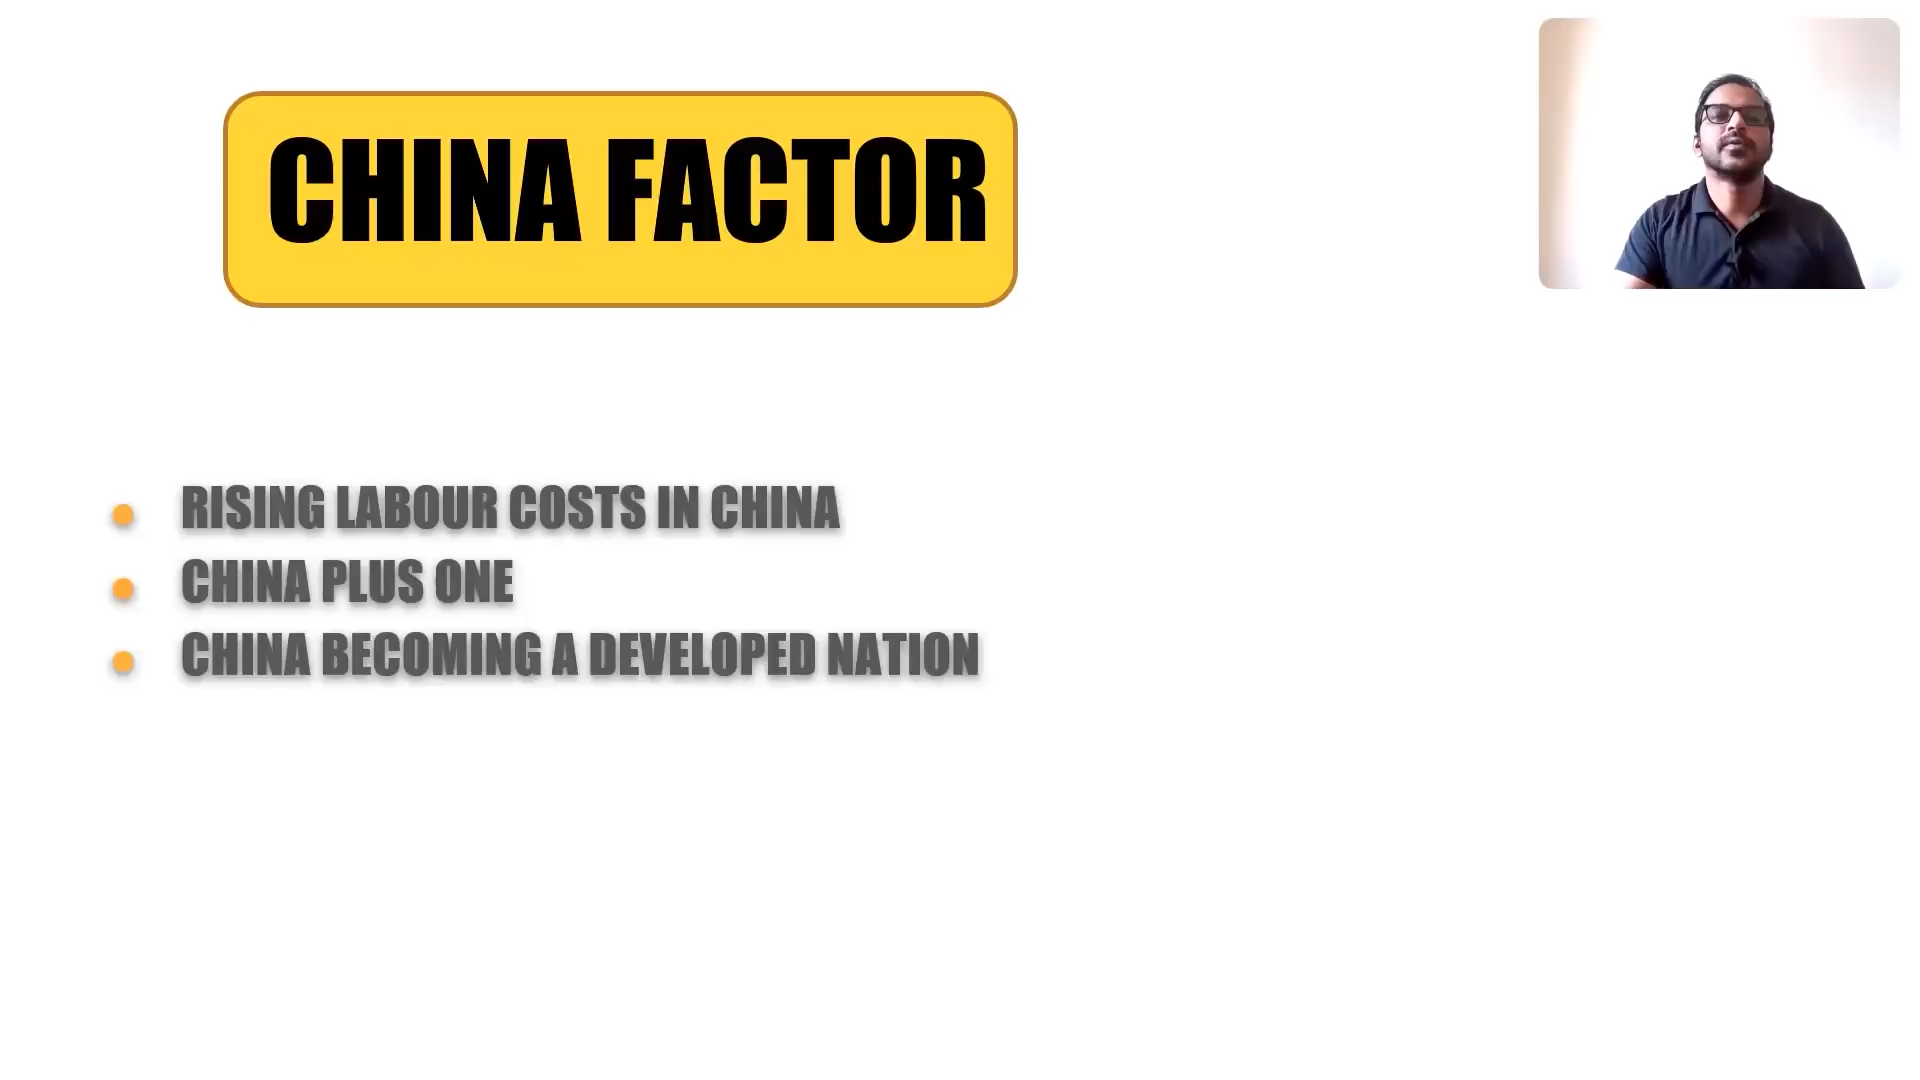 CHINA FACTOR
RISING LABOUR COSTS IN CHINA
CHINA PLUS ONE
CHINA BECOMING A DEVELOPED NATION